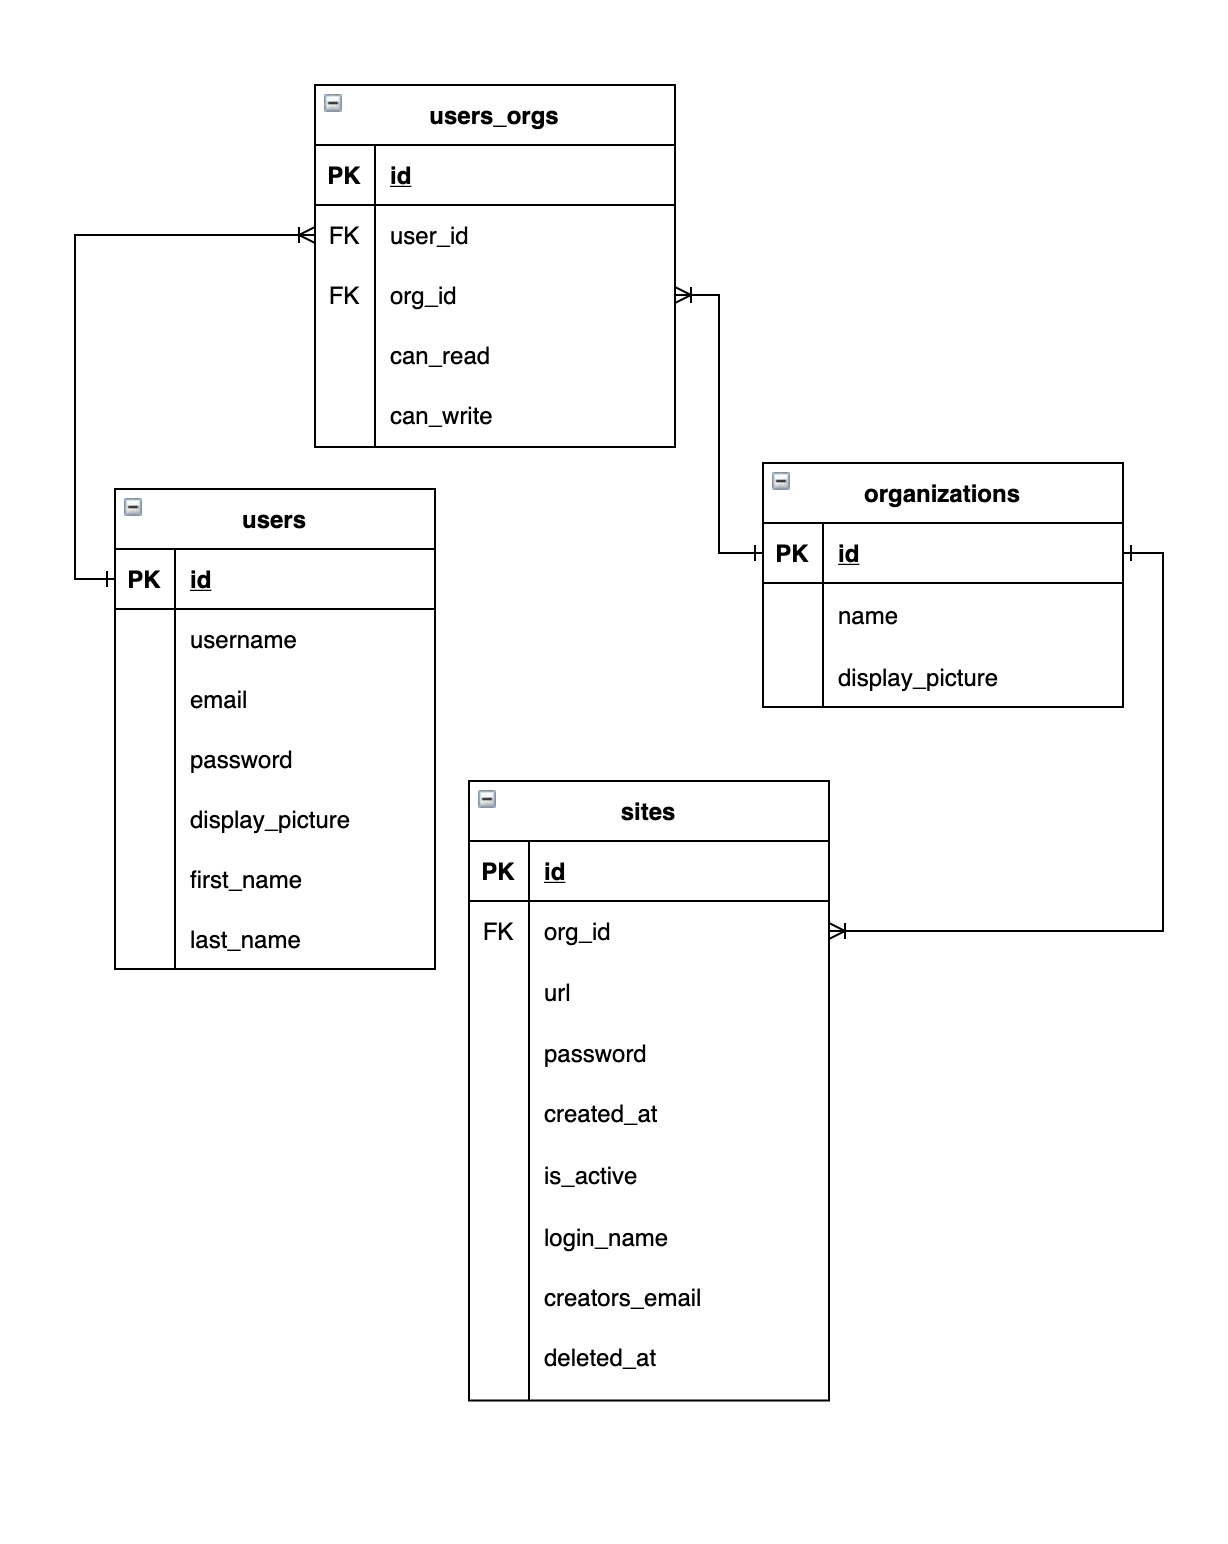 users_orgs
PK id
FK user_id
FK org_id
can_read
can_write
users
PK id
username
email
password
display_picture
first_name
last_name
organizations
PK id
name
display_picture
sites
PK id
FK org_id
url
password
created_at
is_active
login_name
creators_email
deleted_at